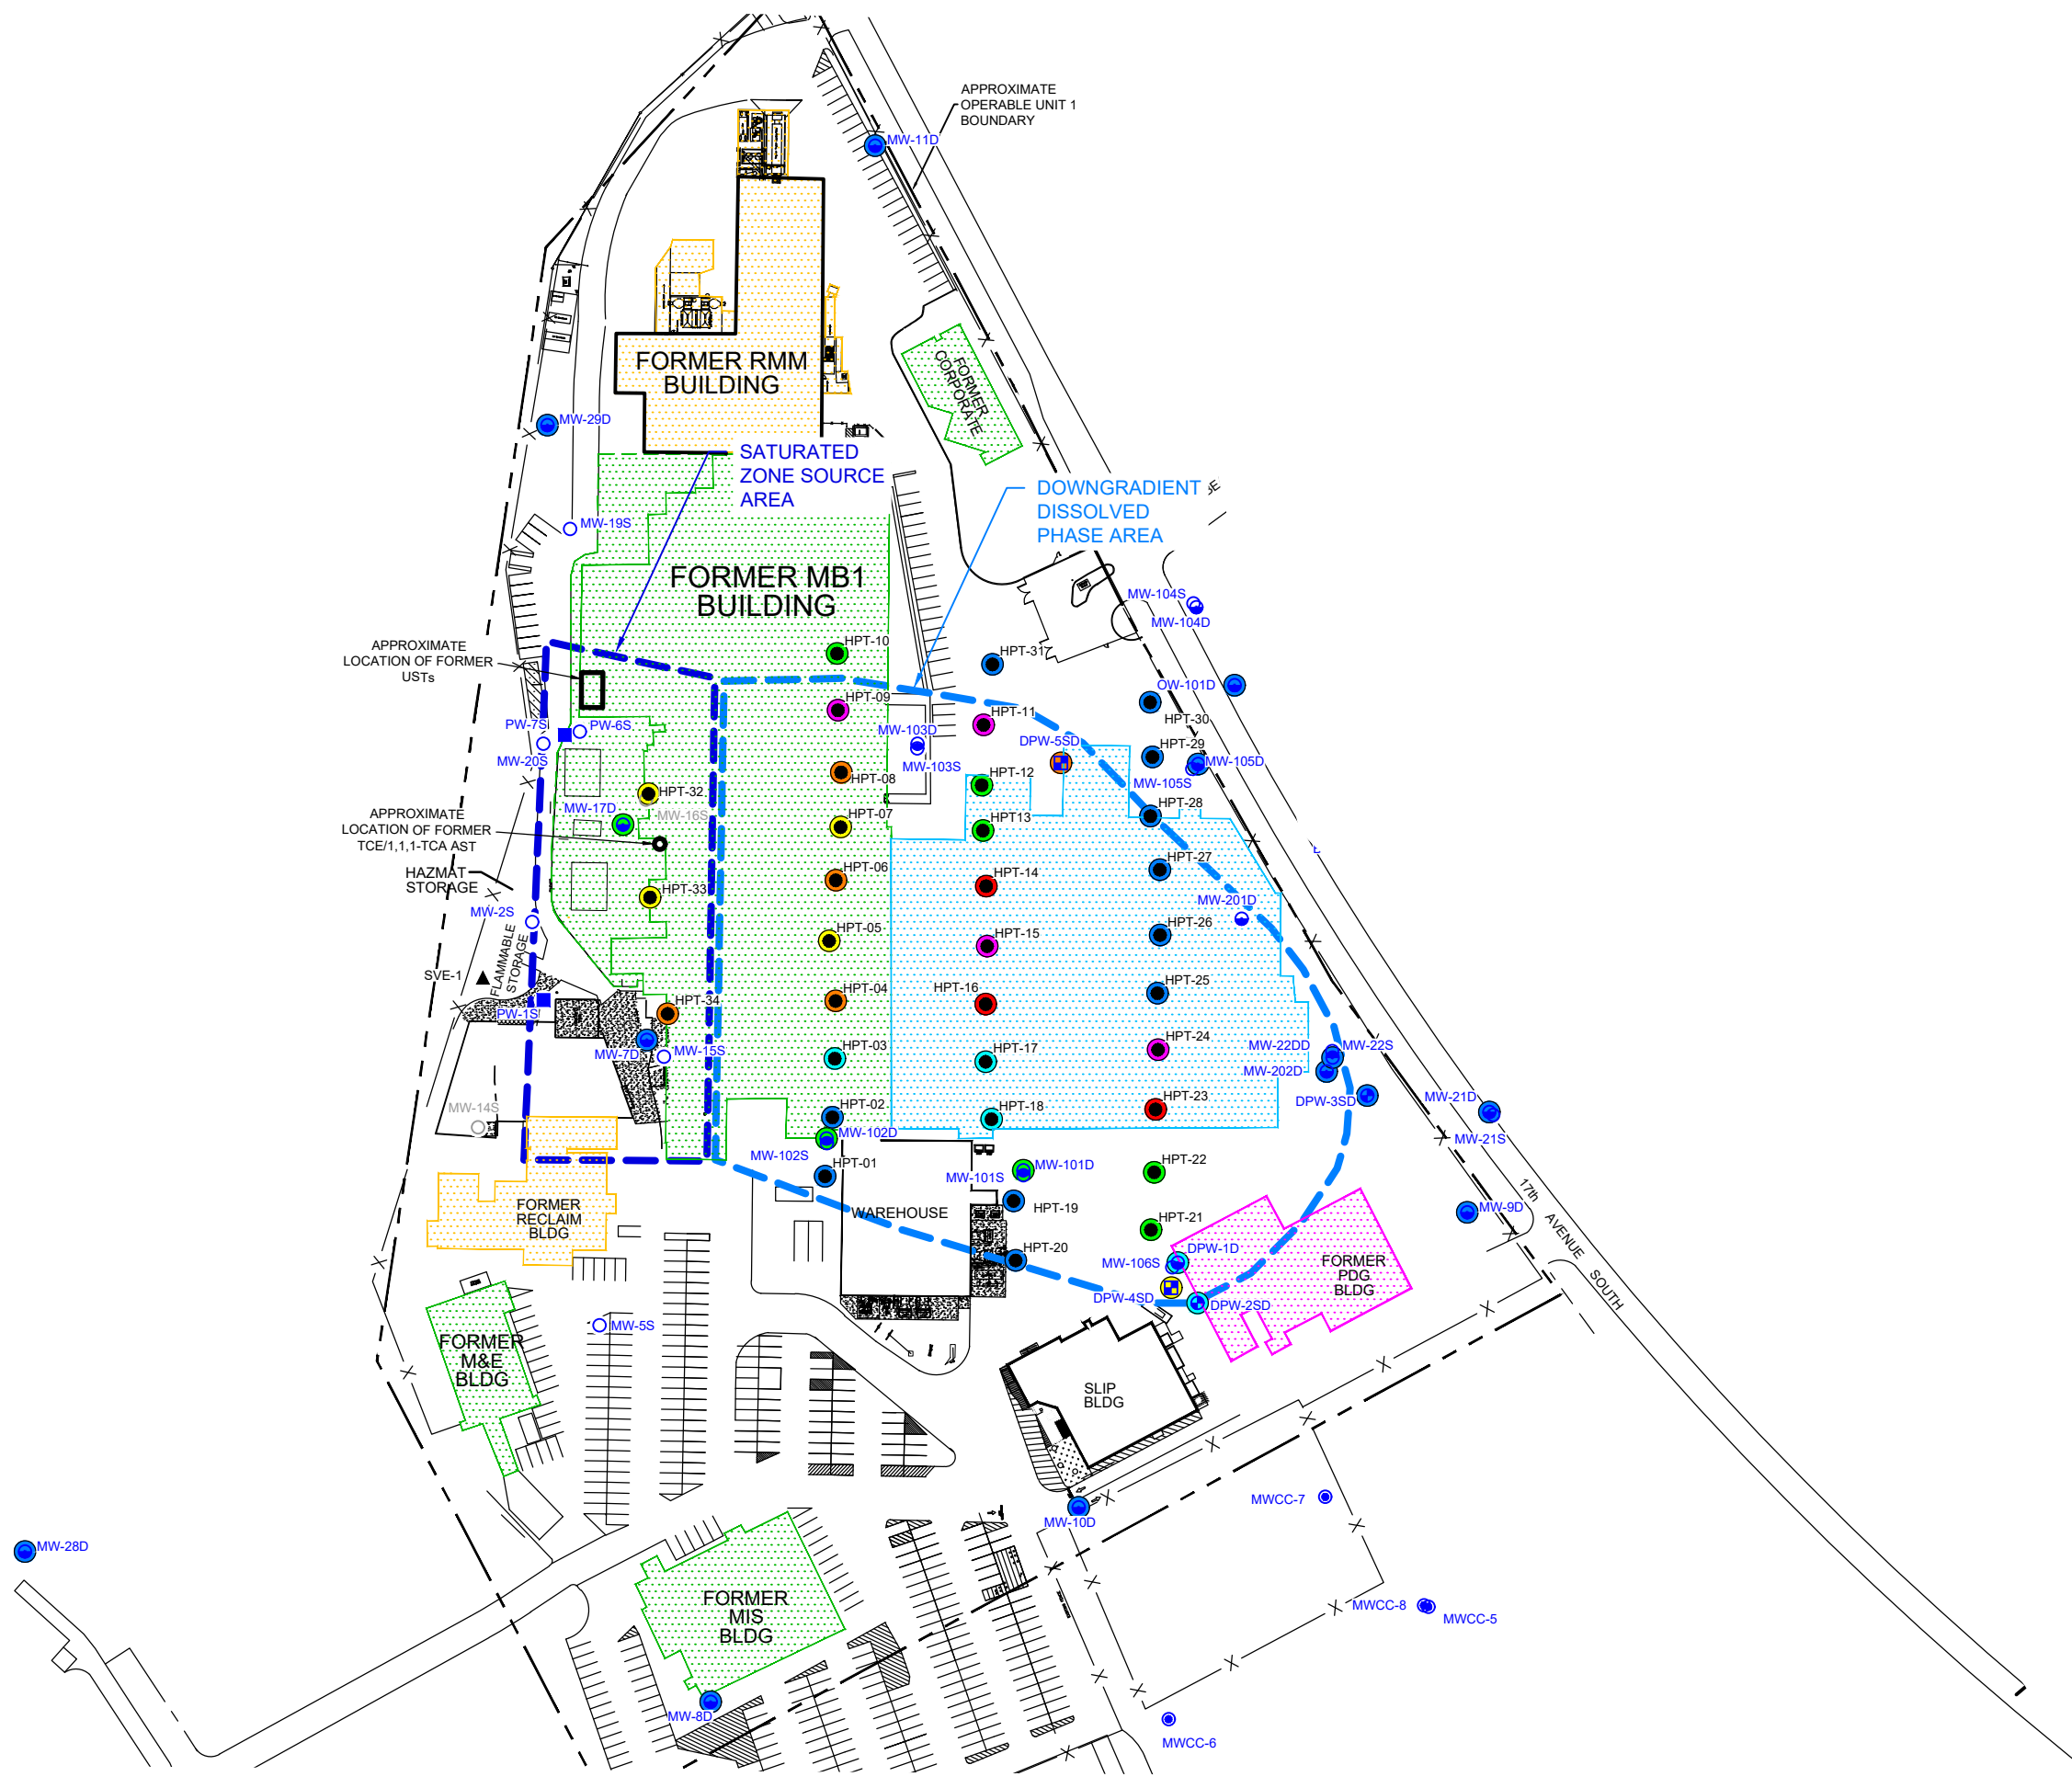 APPROXIMATE
OPERABLE UNIT 1
BOUNDARY
MW-11D
FORMER RMM
BUILDING
FORMER
CORPORATE
MW-29D
SATURATED
ZONE SOURCE
AREA
DOWNGRADIENT
DISSOLVED
PHASE AREA
MW-19S
FORMER MB1
BUILDING
MW-104S
MW-104D
APPROXIMATE
LOCATION OF FORMER
USTs
HPT-10
HPT-31
OW-101D
HPT-09
HPT-11
HPT-30
PW-7S
PW-6S
MW-103D
DPW-5SD
HPT-29
MW-20S
MW-103S
MW-105D
MW-105S
HPT-08
HPT-12
HPT-32
HPT-28
MW-17D
MW-16S
HPT-07
HPT13
APPROXIMATE
LOCATION OF FORMER
TCE/1,1,1-TCA AST
HPT-27
HPT-06
HPT-14
HAZMAT
STORAGE
HPT-33
MW-201D
MW-2S
HPT-26
HPT-05
HPT-15
FLAMMABLE
STORAGE
SVE-1
HPT-25
HPT-34
HPT-04
HPT-16
PW-1S
HPT-24
MW-22DD
MW-22S
MW-7D
MW-15S
HPT-03
HPT-17
MW-202D
HPT-23
DPW-3SD
MW-21D
MW-14S
HPT-02
HPT-18
MW-102D
MW-21S
MW-102S
HPT-01
MW-101S
MW-101D
HPT-22
17th AVENUE SOUTH
FORMER
RECLAIM
BLDG
WAREHOUSE
HPT-19
HPT-21
MW-9D
HPT-20
MW-106S
DPW-1D
FORMER
PDG
BLDG
DPW-4SD
DPW-2SD
MW-5S
FORMER
M&E
BLDG
SLIP
BLDG
MWCC-7
MW-10D
MW-28D
FORMER
MIS
BLDG
MWCC-8
MWCC-5
MW-8D
MWCC-6